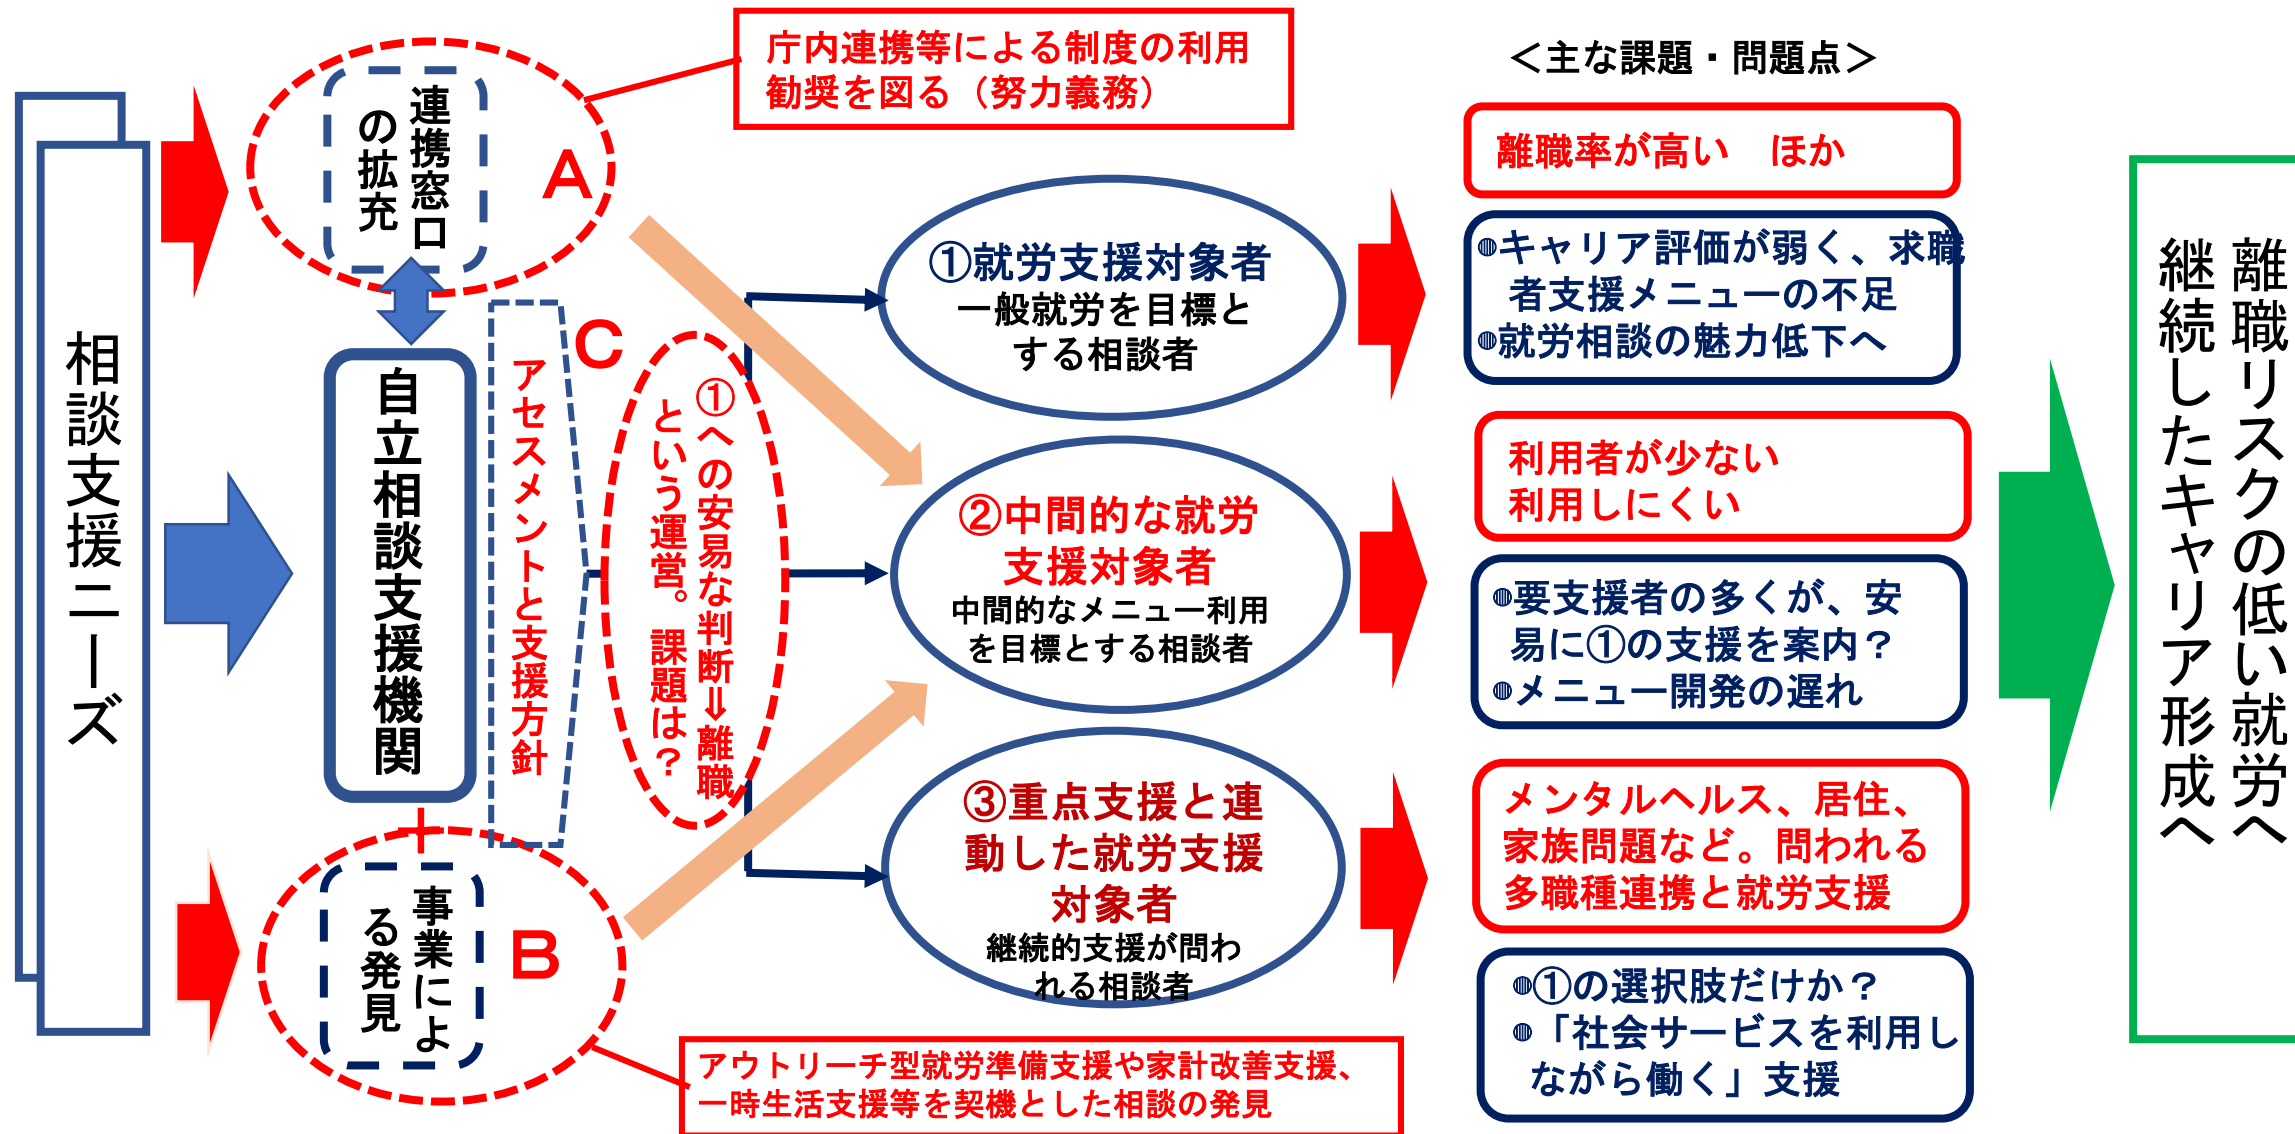 相談支援ニーズ
連携窓口
の拡充
A
庁内連携等による制度の利用
勧奨を図る（努力義務）
自立相談支援機関
＋
事業によ
る発見
B
アウトリーチ型就労準備支援や家計改善支援、
一時生活支援等を契機とした相談の発見
アセスメントと支援方針
C
①への安易な判断⇒離職
という運営。課題は？
①就労支援対象者
一般就労を目標と
する相談者
②中間的な就労
支援対象者
中間的なメニュー利用
を目標とする相談者
③重点支援と連
動した就労支援
対象者
継続的支援が問わ
れる相談者
＜主な課題・問題点＞
離職率が高い　ほか
◍キャリア評価が弱く、求職
者支援メニューの不足
◍就労相談の魅力低下へ
利用者が少ない
利用しにくい
◍要支援者の多くが、安
易に①の支援を案内？
◍メニュー開発の遅れ
メンタルヘルス、居住、
家族問題など。問われる
多職種連携と就労支援
◍①の選択肢だけか？
◍「社会サービスを利用し
ながら働く」支援
離職リスクの低い就労へ
継続したキャリア形成へ